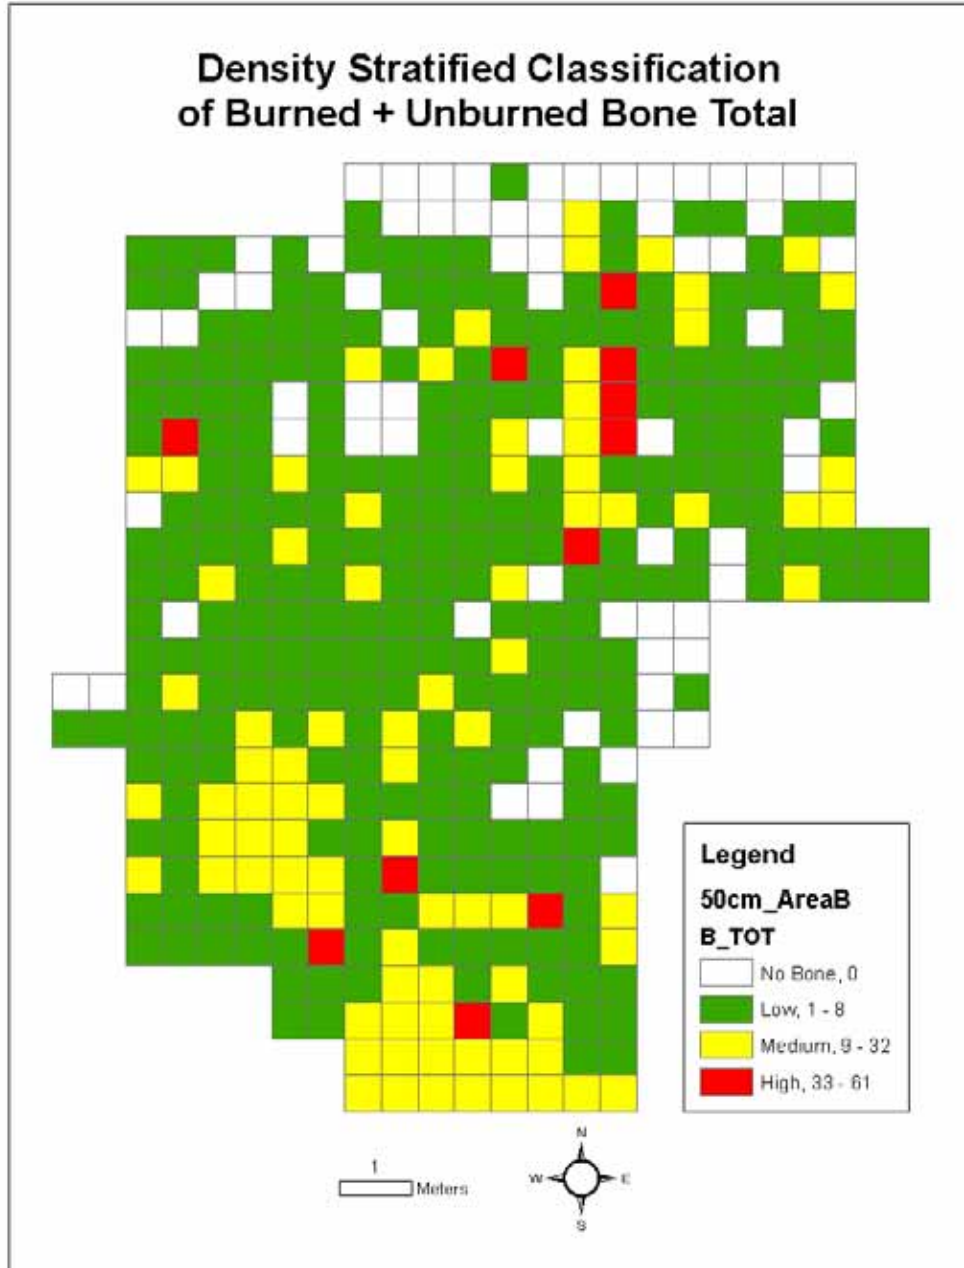 Density Stratified Classification
of Burned + Unburned Bone Total
Legend
50cm_AreaB
B_TOT
No Bone, 0
Low, 1 - 8
Medium, 9 - 32
High, 33 - 61
1
Meters
N
W E
S